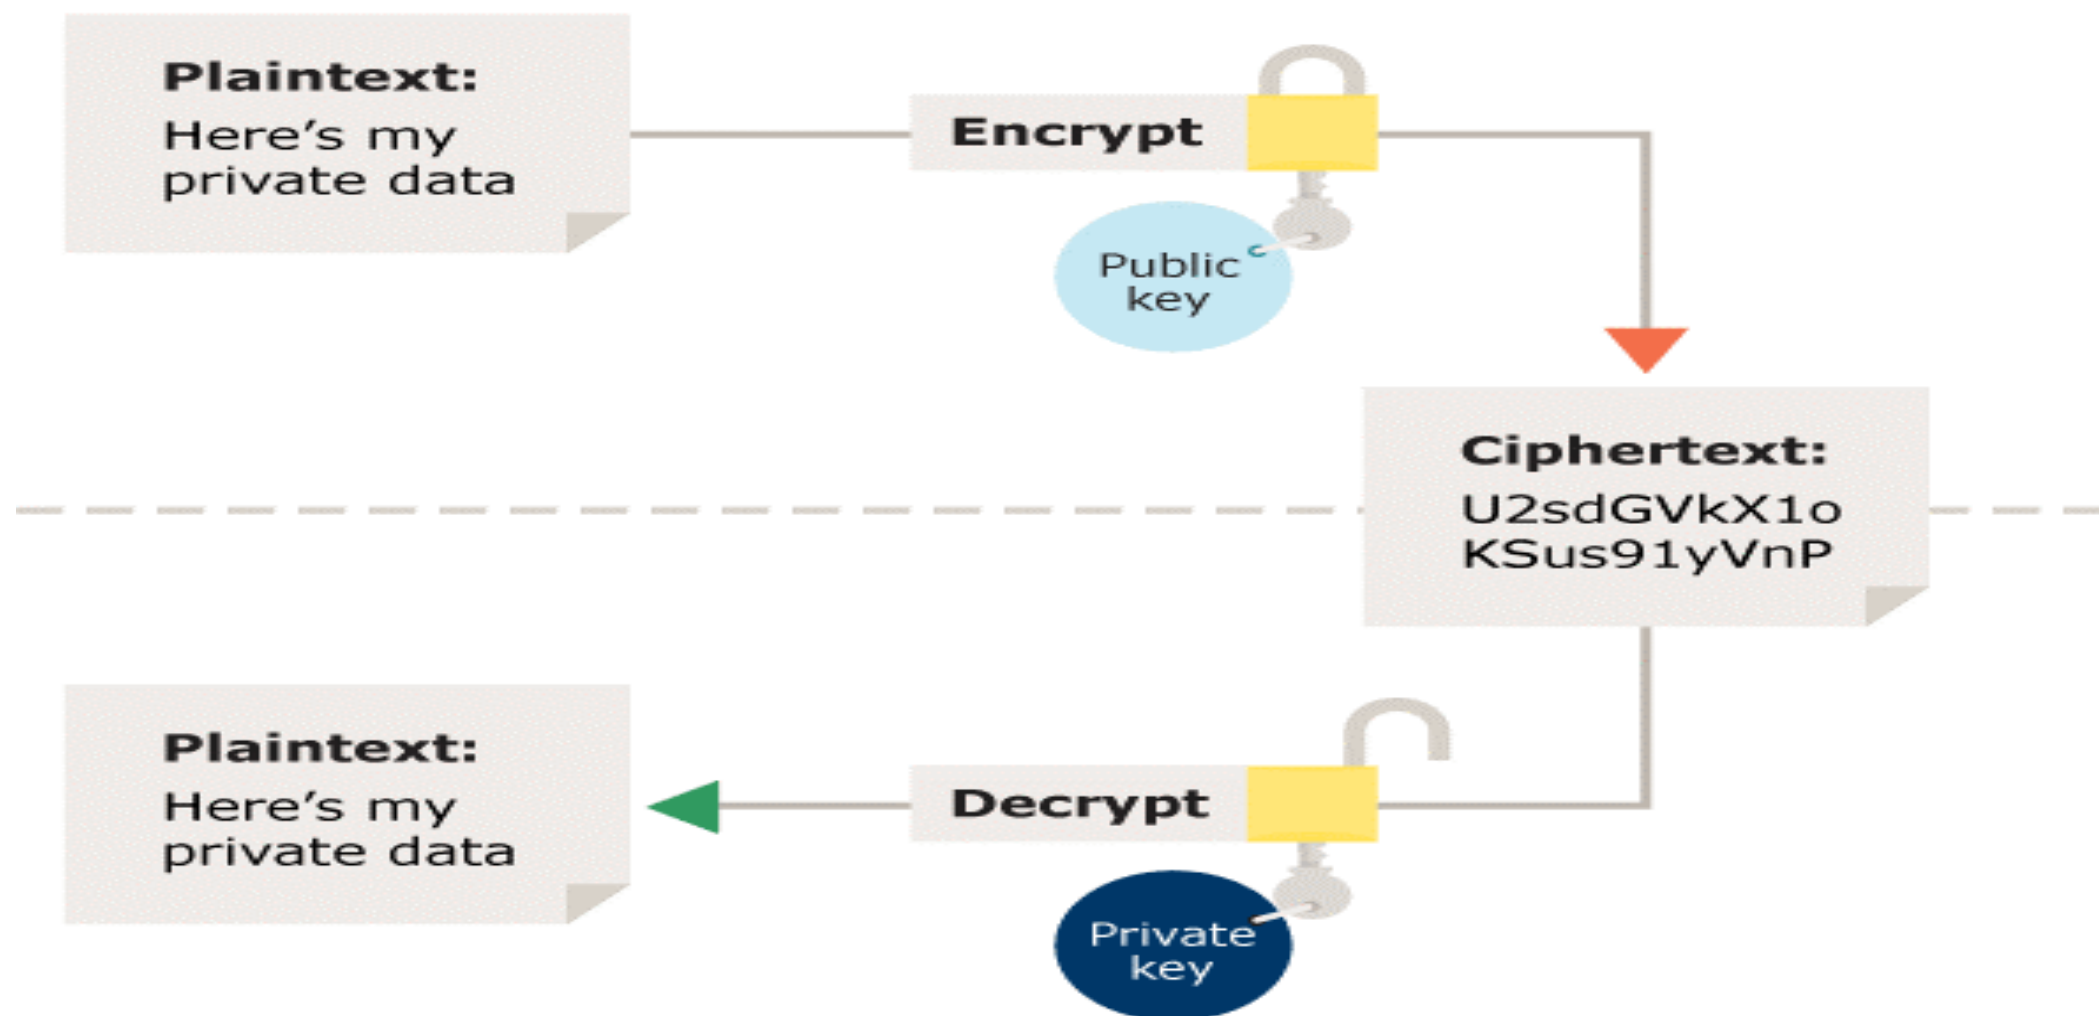 Plaintext:
Here’s my
private data
Encrypt
Public
key
Ciphertext:
U2sdGVkX1o
KSus91yVnP
Plaintext:
Here’s my
private data
Decrypt
Private
key